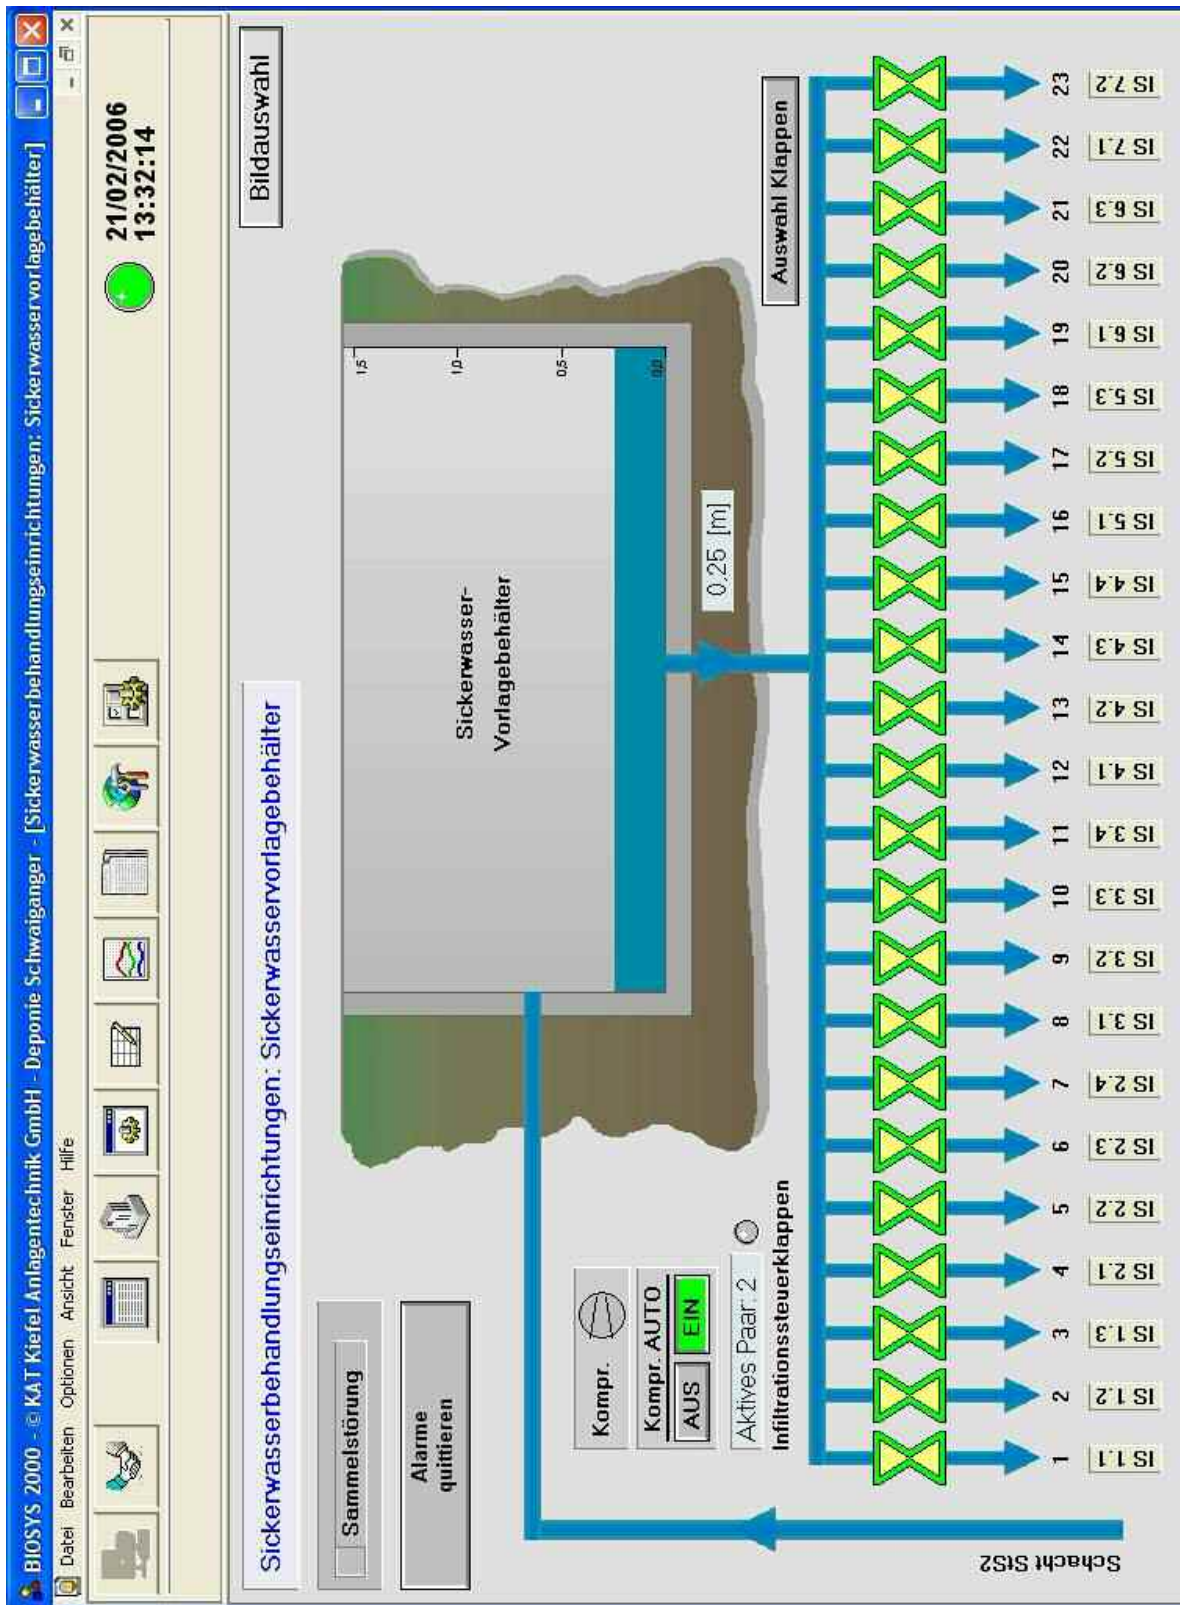 BIOSYS 2000 - © KAT Kiefel Anlagentechnik GmbH - Deponie Schwaiganger - [Sickerwasserbehandlungseinrichtungen: Sickerwasservorlagebehälter]
Datei Bearbeiten Optionen Ansicht Fenster Hilfe
21/02/2006
13:32:14
Sickerwasserbehandlungseinrichtungen: Sickerwasservorlagebehälter
Bildauswahl
Sammelstörung
Alarme
quittieren
Sickerwasser-
Vorlagebehälter
1,5
1,0
0,5
0,0
0,25 [m]
Kompr.
Kompr. AUTO
AUS EIN
Aktives Paar: 2
Infiltrationssteuerklappen
Auswahl Klappen
Schacht StS2
1 2 3 4 5 6 7 8 9 10 11 12 13 14 15 16 17 18 19 20 21 22 23
IS 1.1
IS 1.2
IS 1.3
IS 2.1
IS 2.2
IS 2.3
IS 2.4
IS 3.1
IS 3.2
IS 3.3
IS 3.4
IS 4.1
IS 4.2
IS 4.3
IS 4.4
IS 5.1
IS 5.2
IS 5.3
IS 6.1
IS 6.2
IS 6.3
IS 7.1
IS 7.2